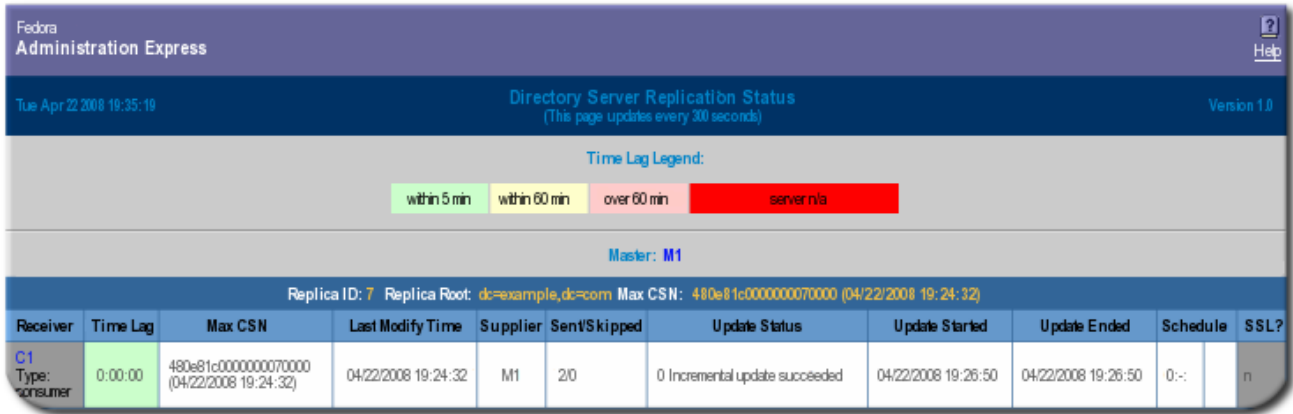 Fedora
Administration Express
?
Help
Tue Apr 22 2008 19:35:19
Directory Server Replication Status
(This page updates every 300 seconds)
Version 1.0
Time Lag Legend:
within 5 min within 60 min over 60 min server n/a
Master: M1
Replica ID: 7 Replica Root: dc=example,dc=com Max CSN: 480e81c0000000070000 (04/22/2008 19:24:32)
Receiver Time Lag Max CSN Last Modify Time Supplier Sent/Skipped Update Status Update Started Update Ended Schedule SSL?
C1
Type:
consumer
0:00:00
480e81c0000000070000
(04/22/2008 19:24:32)
04/22/2008 19:24:32 M1 2/0 0 Incremental update succeeded 04/22/2008 19:26:50 04/22/2008 19:26:50 0:-: n